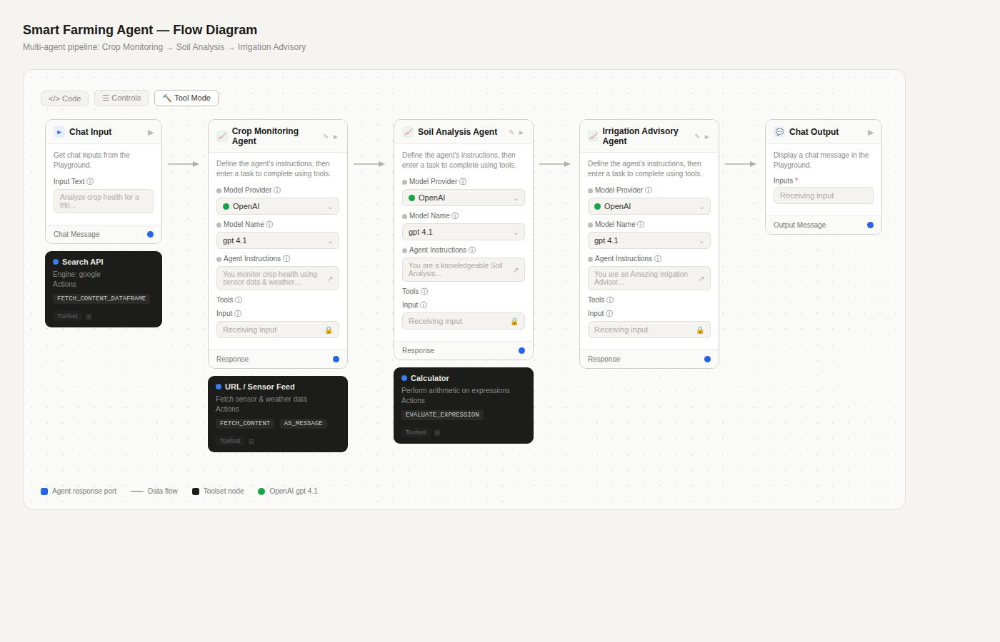 Smart Farming Agent — Flow Diagram
Multi-agent pipeline: Crop Monitoring → Soil Analysis → Irrigation Advisory
</> Code
☰ Controls
🔨 Tool Mode
Chat Input
Get chat inputs from the
Playground.
Input Text ⓘ
Analyze crop health for a
trip…
Chat Message
Search API
Engine: google
Actions
FETCH_CONTENT_DATAFRAME
Toolset ⊞
Crop Monitoring
Agent
Define the agent's instructions, then
enter a task to complete using tools.
Model Provider ⓘ
OpenAI
Model Name ⓘ
gpt 4.1
Agent Instructions ⓘ
You monitor crop health using
sensor data & weather…
Tools ⓘ
Input ⓘ
Receiving input
Response
URL / Sensor Feed
Fetch sensor & weather data
Actions
FETCH_CONTENT AS_MESSAGE
Toolset ⊞
Soil Analysis Agent
Define the agent's instructions, then
enter a task to complete using tools.
Model Provider ⓘ
OpenAI
Model Name ⓘ
gpt 4.1
Agent Instructions ⓘ
You are a knowledgeable Soil
Analysis…
Tools ⓘ
Input ⓘ
Receiving input
Response
Calculator
Perform arithmetic on expressions
Actions
EVALUATE_EXPRESSION
Toolset ⊞
Irrigation Advisory
Agent
Define the agent's instructions, then
enter a task to complete using tools.
Model Provider ⓘ
OpenAI
Model Name ⓘ
gpt 4.1
Agent Instructions ⓘ
You are an Amazing Irrigation
Advisor…
Tools ⓘ
Input ⓘ
Receiving input
Response
Chat Output
Display a chat message in the
Playground.
Inputs *
Receiving input
Output Message
Agent response port
Data flow
Toolset node
OpenAI gpt 4.1